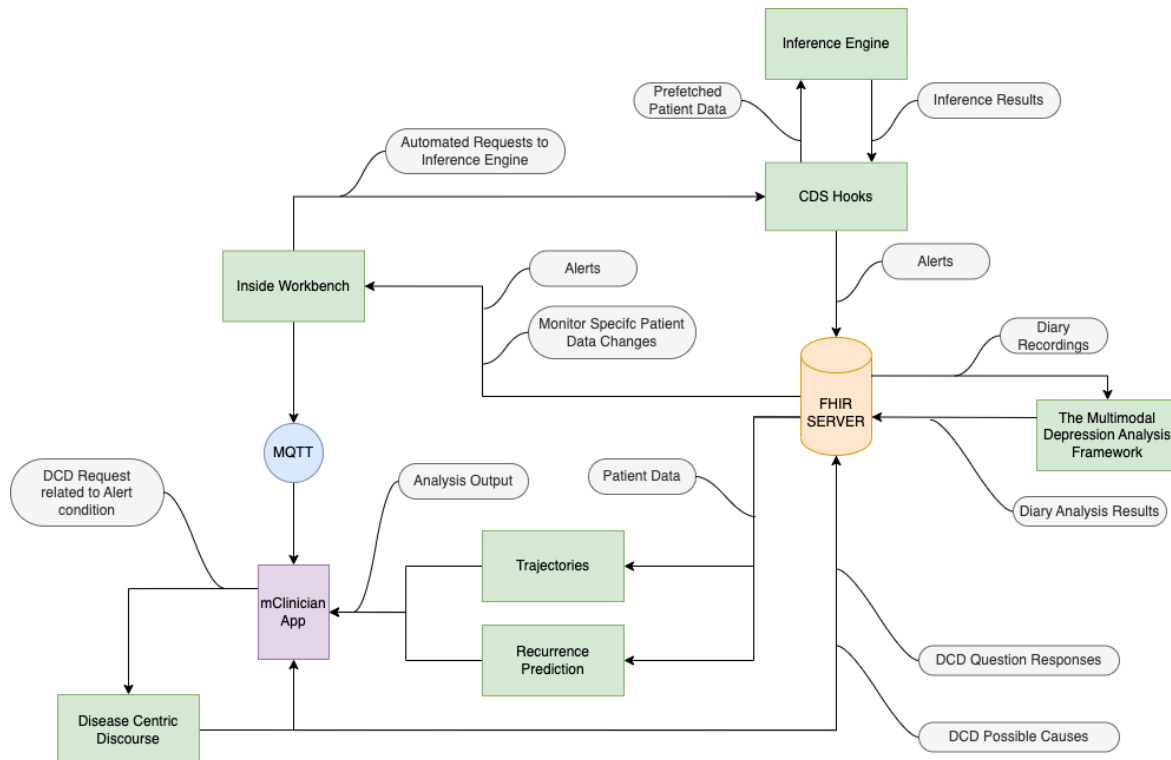 Inference Engine
Prefetched
Patient Data
Inference Results
Automated Requests to
Inference Engine
CDS Hooks
Inside Workbench
Alerts
Alerts
Monitor Specifc Patient
Data Changes
Diary
Recordings
FHIR
SERVER
The Multimodal
Depression Analysis
Framework
MQTT
DCD Request
related to Alert
condition
Analysis Output
Patient Data
Diary Analysis Results
Trajectories
mClinician
App
Recurrence
Prediction
DCD Question Responses
Disease Centric
Discourse
DCD Possible Causes